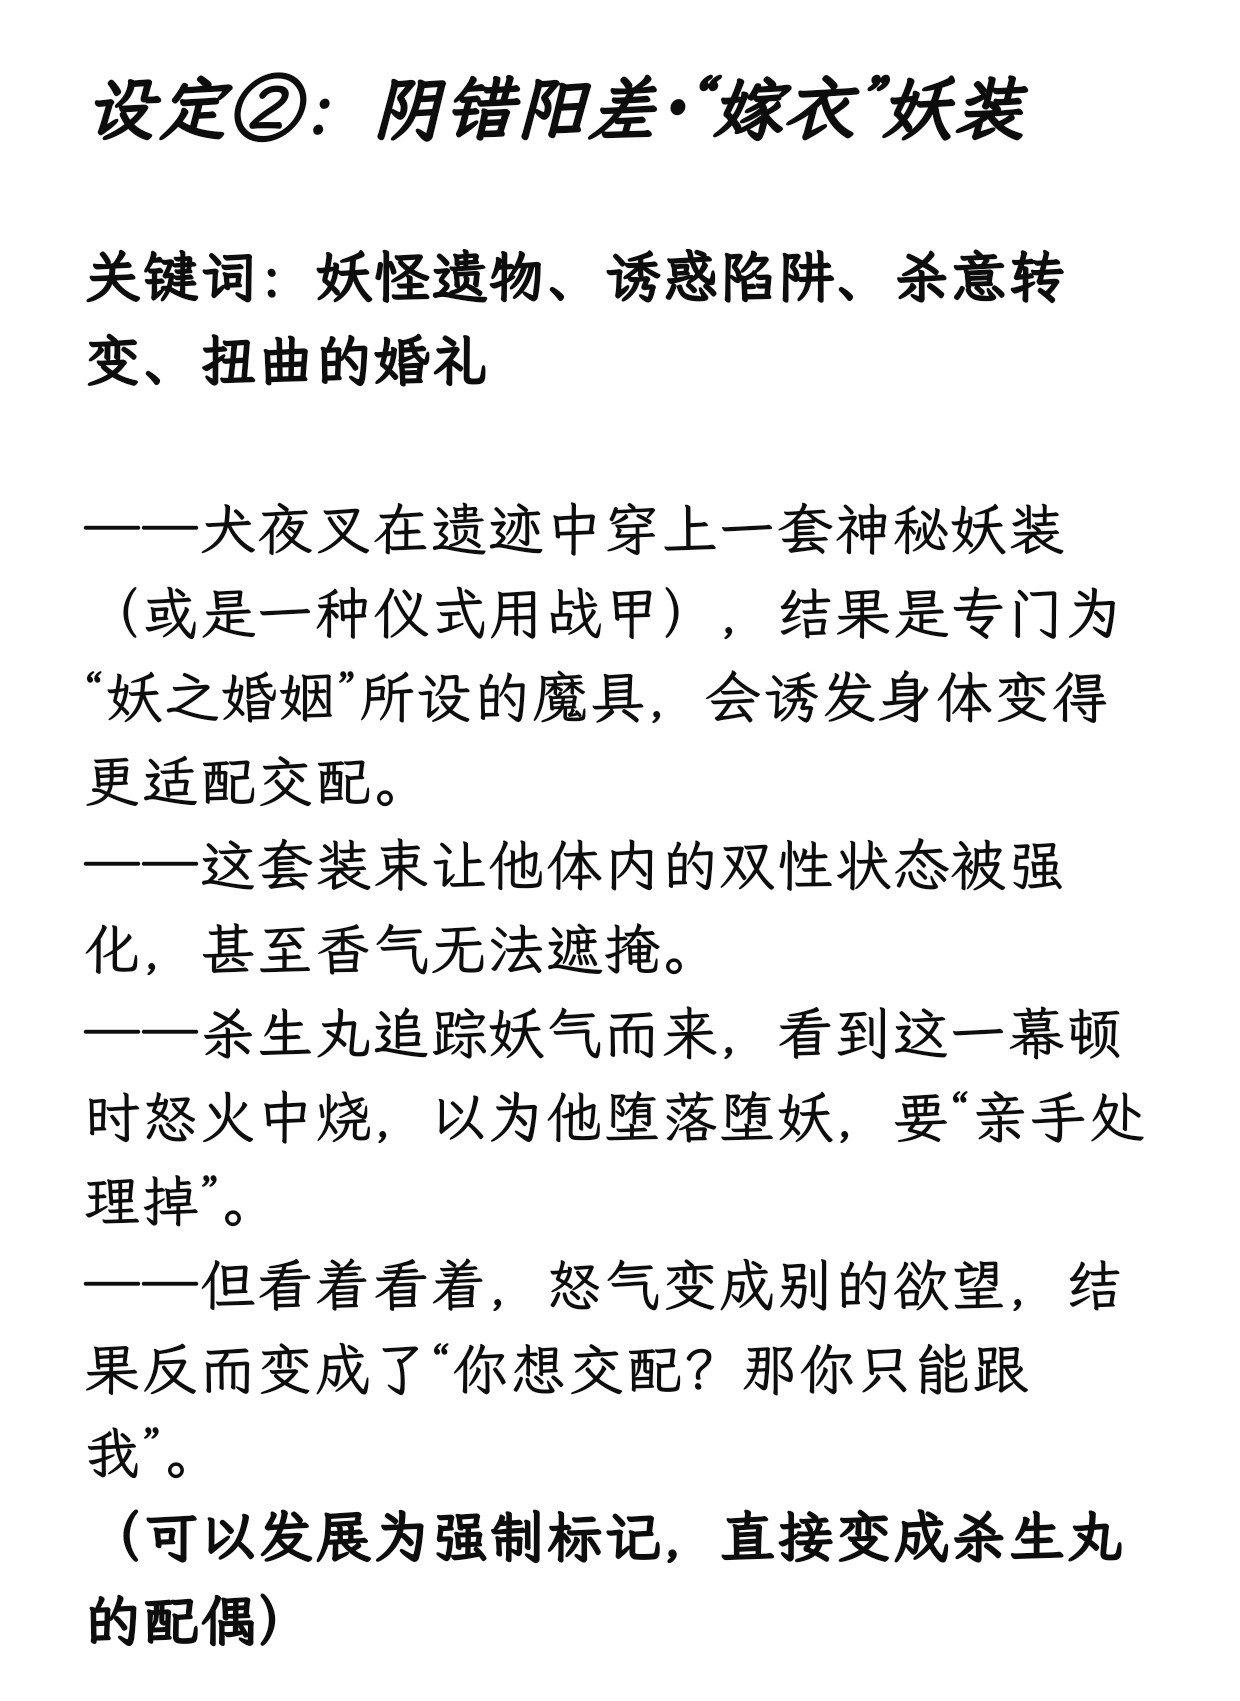 设定②：阴错阳差·“嫁衣”妖装
关键词：妖怪遗物、诱惑陷阱、杀意转
变、扭曲的婚礼
——犬夜叉在遗迹中穿上一套神秘妖装
（或是一种仪式用战甲），结果是专门为
“妖之婚姻”所设的魔具，会诱发身体变得
更适配交配。
——这套装束让他体内的双性状态被强
化，甚至香气无法遮掩。
——杀生丸追踪妖气而来，看到这一幕顿
时怒火中烧，以为他堕落堕妖，要“亲手处
理掉”。
——但看着看着，怒气变成别的欲望，结
果反而变成了“你想交配？那你只能跟
我”。
（可以发展为强制标记，直接变成杀生丸
的配偶）